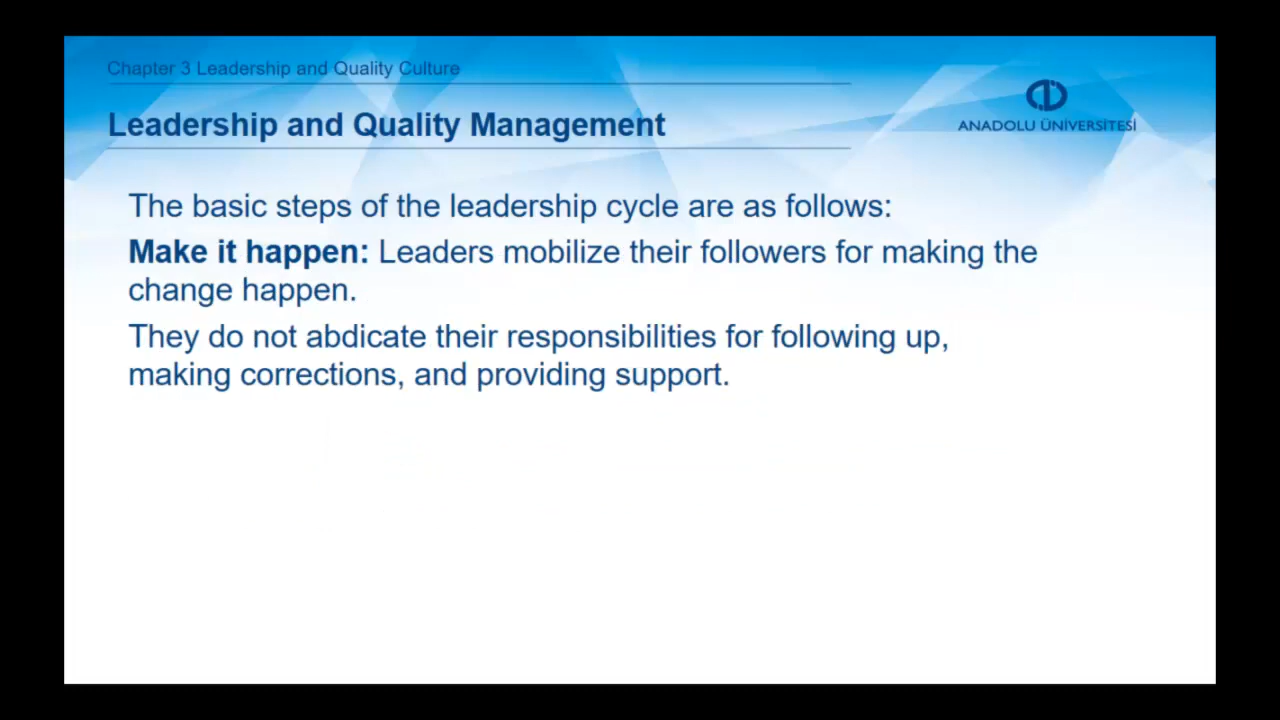 Chapter 3 Leadership and Quality Culture
Leadership and Quality Management
ANADOLU ÜNİVERSİTESİ
The basic steps of the leadership cycle are as follows:
Make it happen: Leaders mobilize their followers for making the
change happen.
They do not abdicate their responsibilities for following up,
making corrections, and providing support.